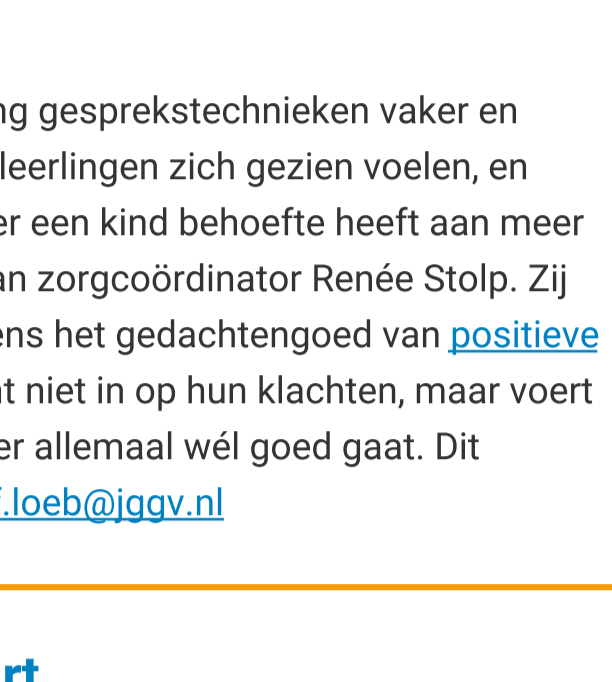 ng gesprekstechnieken vaker en
leerlingen zich gezien voelen, en
er een kind behoefte heeft aan meer
an zorgcoördinator Renée Stolp. Zij
ens het gedachtengoed van positieve
t niet in op hun klachten, maar voert
er allemaal wél goed gaat. Dit
f.loeb@jggv.nl
rt